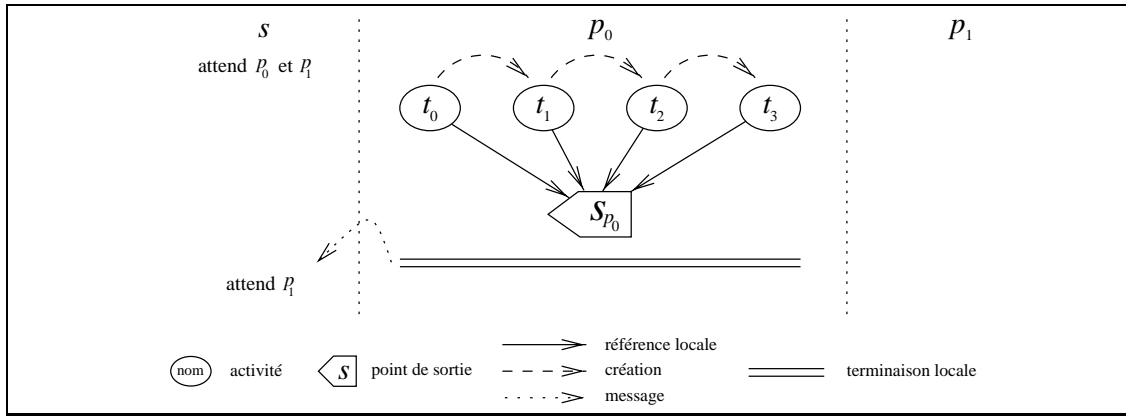 s p₀ p₁
attend p₀ et p₁
t₀ t₁ t₂ t₃
S_p₀
attend p₁
référence locale
nom activité S point de sortie création terminaison locale
message